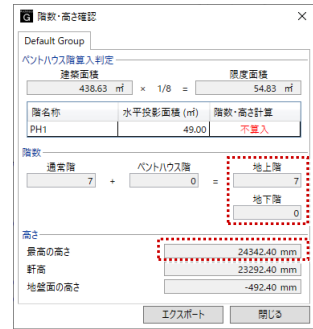 G 階数・高さ確認
Default Group
ペントハウス階算入判定
建築面積 限度面積
438.63 ㎡ × 1/8 = 54.83 ㎡
階名称 水平投影面積 (㎡) 階数・高さ計算
PH1 49.00 不算入
階数
通常階 ペントハウス階 地上階
7 + 0 = 7
地下階
0
高さ
最高の高さ 24342.40 mm
軒高 23292.40 mm
地盤面の高さ -492.40 mm
エクスポート 閉じる